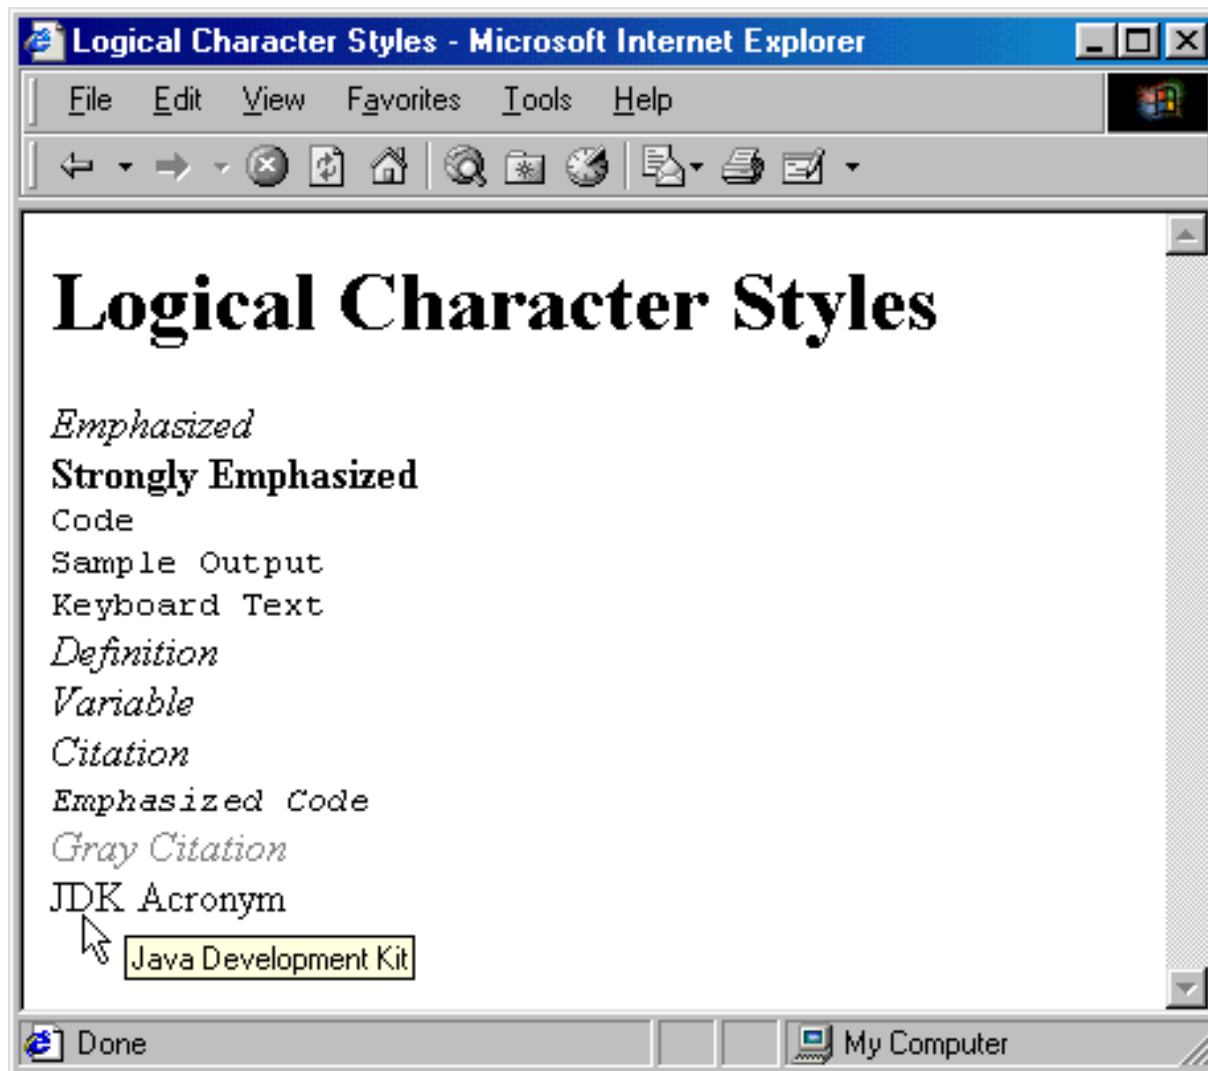 Logical Character Styles - Microsoft Internet Explorer
File Edit View Favorites Tools Help
Logical Character Styles
Emphasized
Strongly Emphasized
Code
Sample Output
Keyboard Text
Definition
Variable
Citation
Emphasized Code
Gray Citation
JDK Acronym
Java Development Kit
Done My Computer